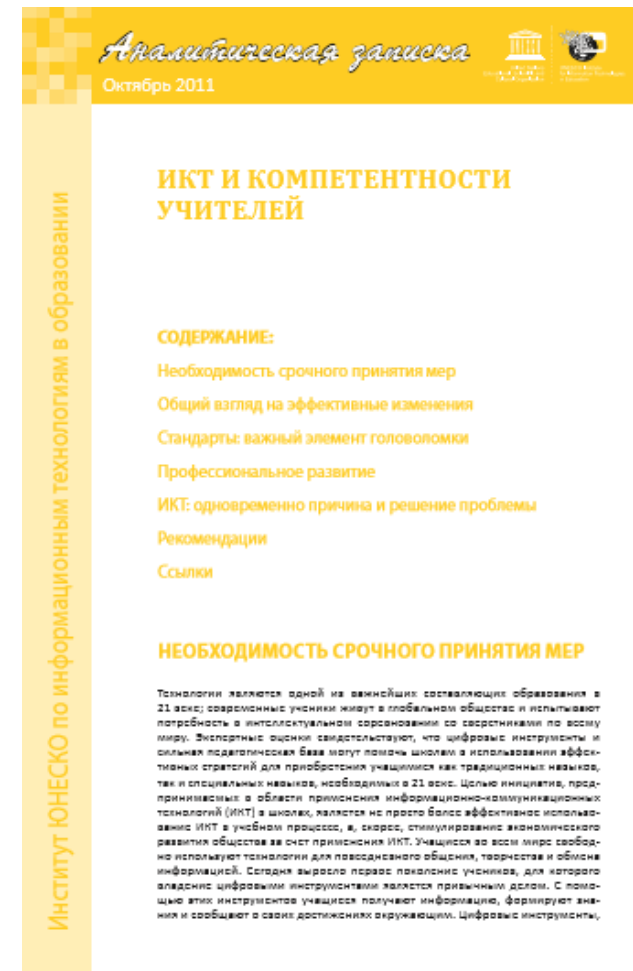 Аналитическая записка
Октябрь 2011
Институт ЮНЕСКО по информационным технологиям в образовании
ИКТ И КОМПЕТЕНТНОСТИ
УЧИТЕЛЕЙ
СОДЕРЖАНИЕ:
Необходимость срочного принятия мер
Общий взгляд на эффективные изменения
Стандарты: важный элемент головоломки
Профессиональное развитие
ИКТ: одновременно причина и решение проблемы
Рекомендации
Ссылки
НЕОБХОДИМОСТЬ СРОЧНОГО ПРИНЯТИЯ МЕР
Технологии являются одной из важнейших составляющих образования в
21 веке; современные ученики живут в глобальном обществе и испытывают
потребность в интеллектуальном соревновании со сверстниками по всему
миру. Экспертные оценки свидетельствуют, что цифровые инструменты и
сильная педагогическая база могут помочь школам в использовании эффек-
тивных стратегий для приобретения учащимися как традиционных навыков,
так и специальных навыков, необходимых в 21 веке. Целью инициатив, пред-
принимаемых в области применения информационно-коммуникационных
технологий (ИКТ) в школах, является не просто более эффективное использо-
вание ИКТ в учебном процессе, а, скорее, стимулирование экономического
развития общества за счет применения ИКТ. Учащиеся во всем мире свобод-
но используют технологии для повседневного общения, творчества и обмена
информацией. Сегодня выросло первое поколение учеников, для которого
владение цифровыми инструментами является привычным делом. С помо-
щью этих инструментов учащиеся получают информацию, формируют зна-
ния и сообщают о своих достижениях окружающим. Цифровые инструменты,